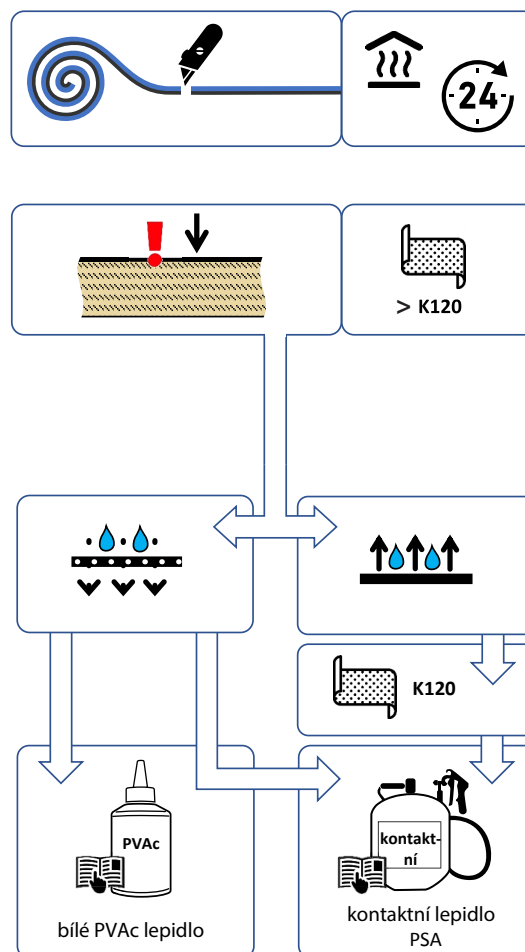 24
> K120
K120
PVAc
kontakt-
ní
bílé PVAc lepidlo
kontaktní lepidlo
PSA